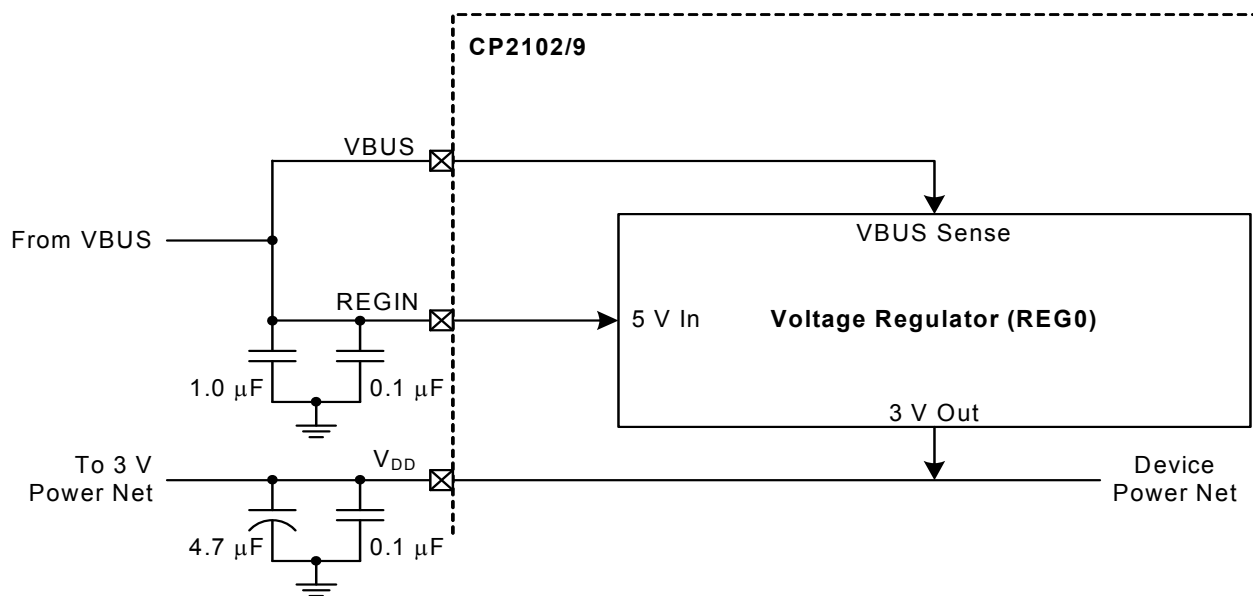 CP2102/9
VBUS
From VBUS
VBUS Sense
REGIN
5 V In
Voltage Regulator (REG0)
1.0 μF
0.1 μF
3 V Out
To 3 V
Power Net
VDD
Device
Power Net
4.7 μF
0.1 μF